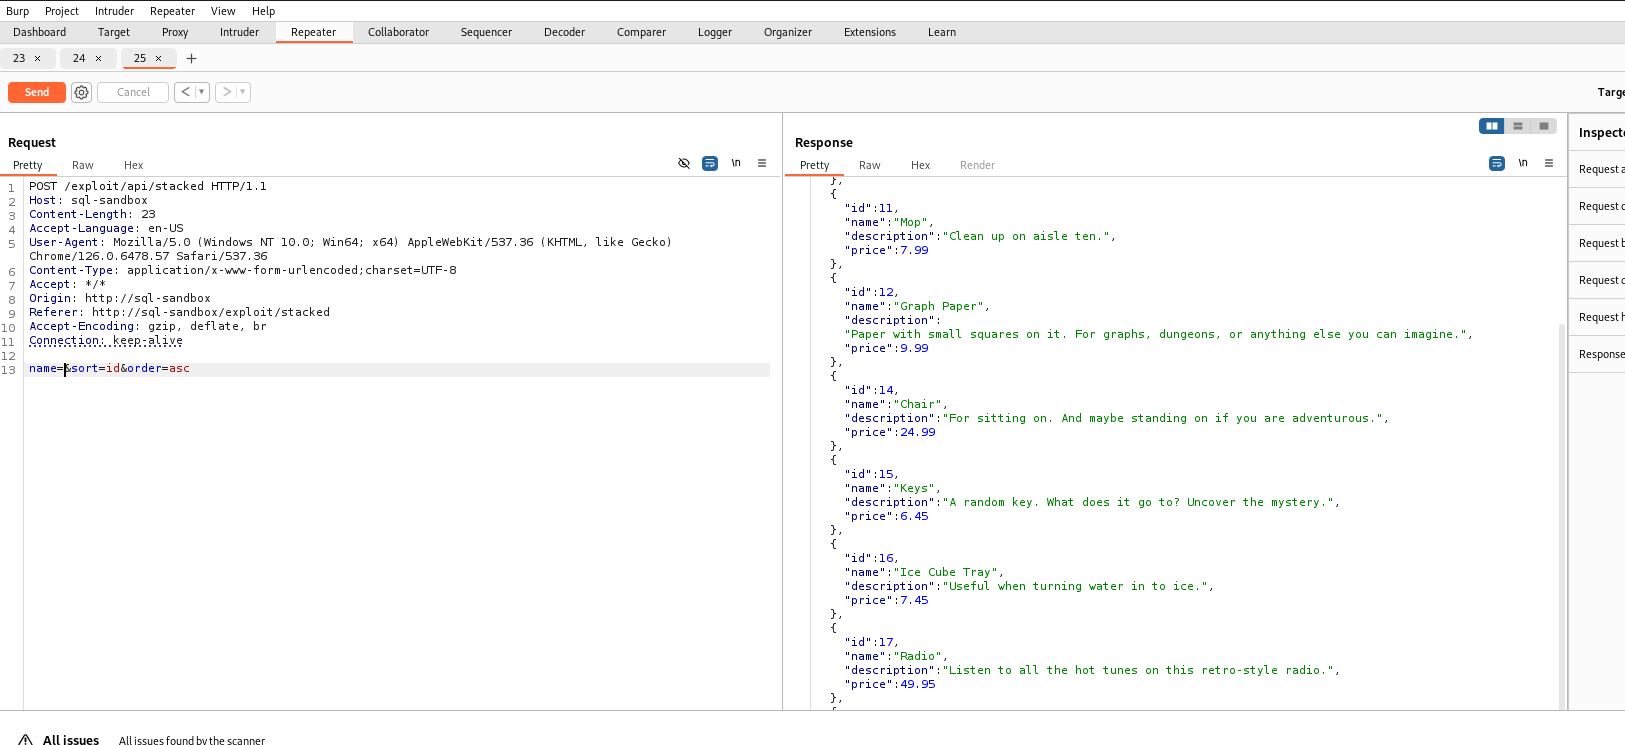 Burp Project Intruder Repeater View Help
Dashboard Target Proxy Intruder Repeater Collaborator Sequencer Decoder Comparer Logger Organizer Extensions Learn
23 × 24 × 25 × +
Send Cancel < ▼ > ▼ Targe
Request
Pretty Raw Hex \n
1 POST /exploit/api/stacked HTTP/1.1
2 Host: sql-sandbox
3 Content-Length: 23
4 Accept-Language: en-US
5 User-Agent: Mozilla/5.0 (Windows NT 10.0; Win64; x64) AppleWebKit/537.36 (KHTML, like Gecko)
Chrome/126.0.6478.57 Safari/537.36
6 Content-Type: application/x-www-form-urlencoded;charset=UTF-8
7 Accept: */*
8 Origin: http://sql-sandbox
9 Referer: http://sql-sandbox/exploit/stacked
10 Accept-Encoding: gzip, deflate, br
11 Connection: keep-alive
12
13 name=&sort=id&order=asc
Response
Pretty Raw Hex Render \n
},
{
"id":11,
"name":"Mop",
"description":"Clean up on aisle ten.",
"price":7.99
},
{
"id":12,
"name":"Graph Paper",
"description":
"Paper with small squares on it. For graphs, dungeons, or anything else you can imagine.",
"price":9.99
},
{
"id":14,
"name":"Chair",
"description":"For sitting on. And maybe standing on if you are adventurous.",
"price":24.99
},
{
"id":15,
"name":"Keys",
"description":"A random key. What does it go to? Uncover the mystery.",
"price":6.45
},
{
"id":16,
"name":"Ice Cube Tray",
"description":"Useful when turning water in to ice.",
"price":7.45
},
{
"id":17,
"name":"Radio",
"description":"Listen to all the hot tunes on this retro-style radio.",
"price":49.95
},
Inspecto
Request a
Request q
Request b
Request c
Request h
Response
All issues All issues found by the scanner